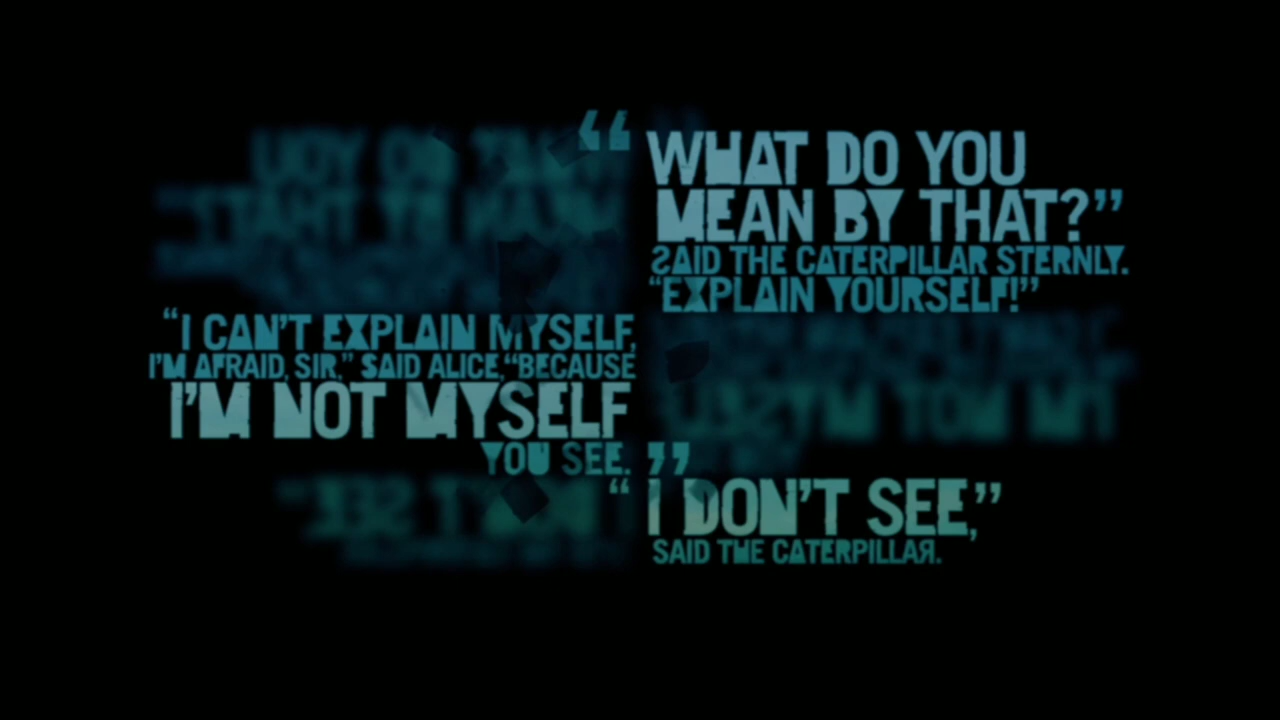 “WHAT DO YOU
MEAN BY THAT?”
SAID THE CATERPILLAR STERNLY.
“EXPLAIN YOURSELF!”
“I CAN’T EXPLAIN MYSELF,
I’M AFRAID, SIR,” SAID ALICE, “BECAUSE
I’M NOT MYSELF
YOU SEE.”
“I DON’T SEE,”
SAID THE CATERPILLAR.